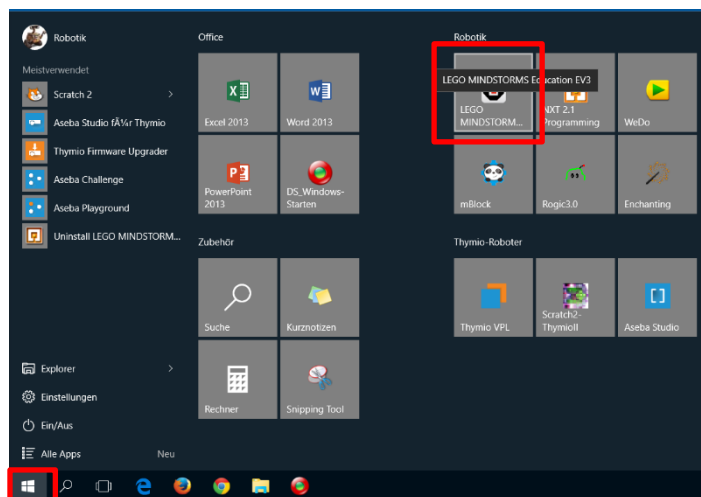 Robotik
Meistverwendet
Scratch 2
Aseba Studio fÃ¼r Thymio
Thymio Firmware Upgrader
Aseba Challenge
Aseba Playground
Uninstall LEGO MINDSTORM...
Explorer
Einstellungen
Ein/Aus
Alle Apps
Neu
Office
Excel 2013
Word 2013
PowerPoint
2013
DS_Windows-
Starten
Zubehör
Suche
Kurznotizen
Rechner
Snipping Tool
Robotik
LEGO MINDSTORMS Education EV3
LEGO
MINDSTORM...
NXT 2.1
Programming
WeDo
mBlock
Rogic3.0
Enchanting
Thymio-Roboter
Thymio VPL
Scratch2-
ThymioII
Aseba Studio